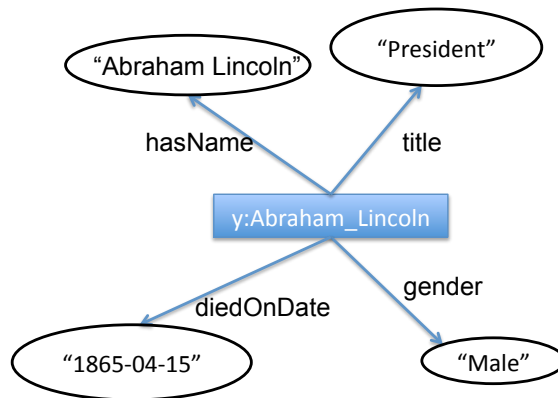 “President”
“Abraham Lincoln”
hasName
title
y:Abraham_Lincoln
gender
diedOnDate
“1865-04-15”
“Male”